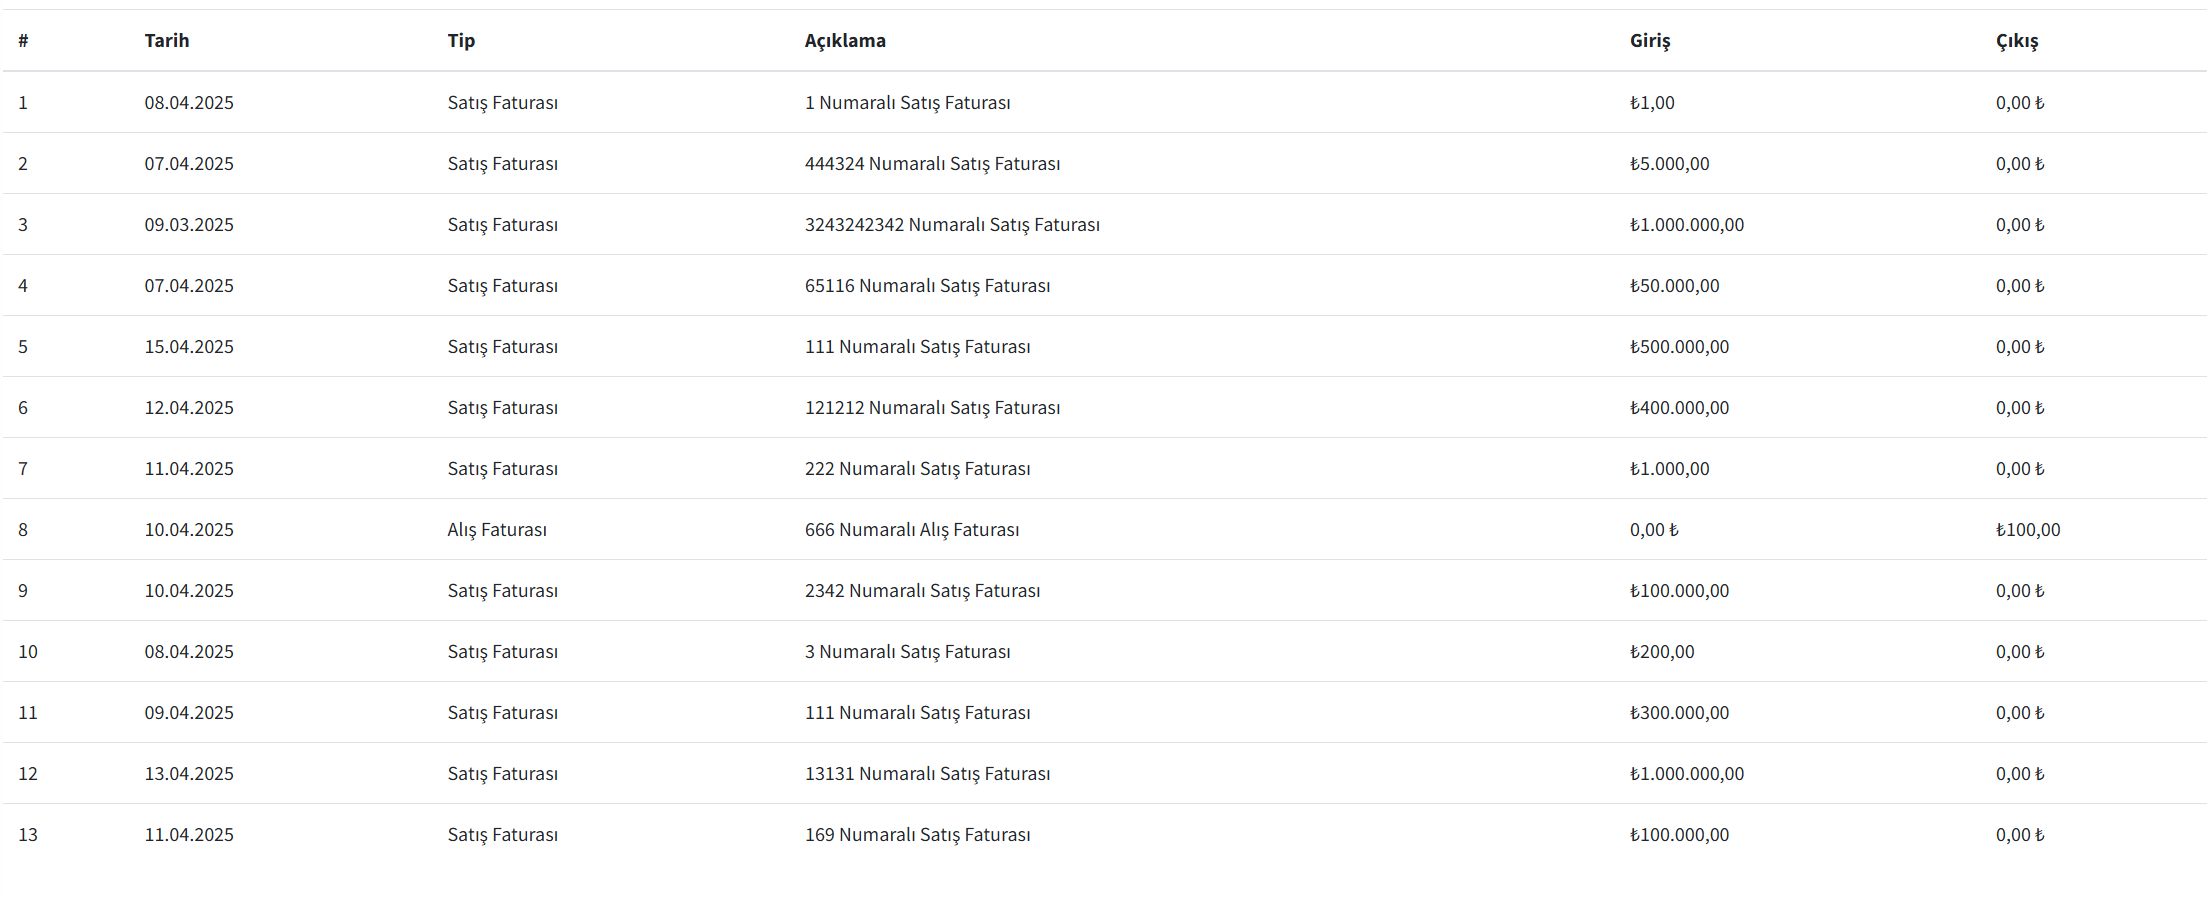 # Tarih Tip Açıklama Giriş Çıkış
1 08.04.2025 Satış Faturası 1 Numaralı Satış Faturası ₺1,00 0,00 ₺
2 07.04.2025 Satış Faturası 444324 Numaralı Satış Faturası ₺5.000,00 0,00 ₺
3 09.03.2025 Satış Faturası 3243242342 Numaralı Satış Faturası ₺1.000.000,00 0,00 ₺
4 07.04.2025 Satış Faturası 65116 Numaralı Satış Faturası ₺50.000,00 0,00 ₺
5 15.04.2025 Satış Faturası 111 Numaralı Satış Faturası ₺500.000,00 0,00 ₺
6 12.04.2025 Satış Faturası 121212 Numaralı Satış Faturası ₺400.000,00 0,00 ₺
7 11.04.2025 Satış Faturası 222 Numaralı Satış Faturası ₺1.000,00 0,00 ₺
8 10.04.2025 Alış Faturası 666 Numaralı Alış Faturası 0,00 ₺ ₺100,00
9 10.04.2025 Satış Faturası 2342 Numaralı Satış Faturası ₺100.000,00 0,00 ₺
10 08.04.2025 Satış Faturası 3 Numaralı Satış Faturası ₺200,00 0,00 ₺
11 09.04.2025 Satış Faturası 111 Numaralı Satış Faturası ₺300.000,00 0,00 ₺
12 13.04.2025 Satış Faturası 13131 Numaralı Satış Faturası ₺1.000.000,00 0,00 ₺
13 11.04.2025 Satış Faturası 169 Numaralı Satış Faturası ₺100.000,00 0,00 ₺